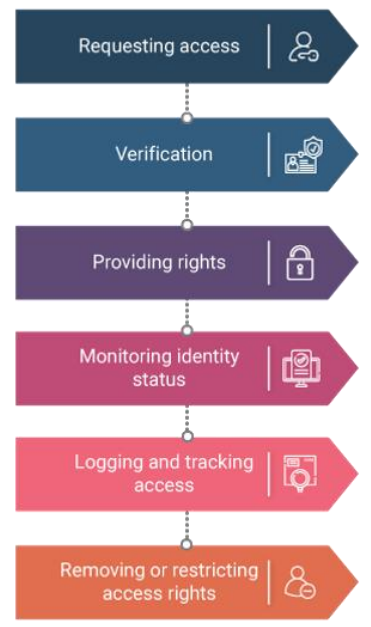 Requesting access
Verification
Providing rights
Monitoring identity
status
Logging and tracking
access
Removing or restricting
access rights